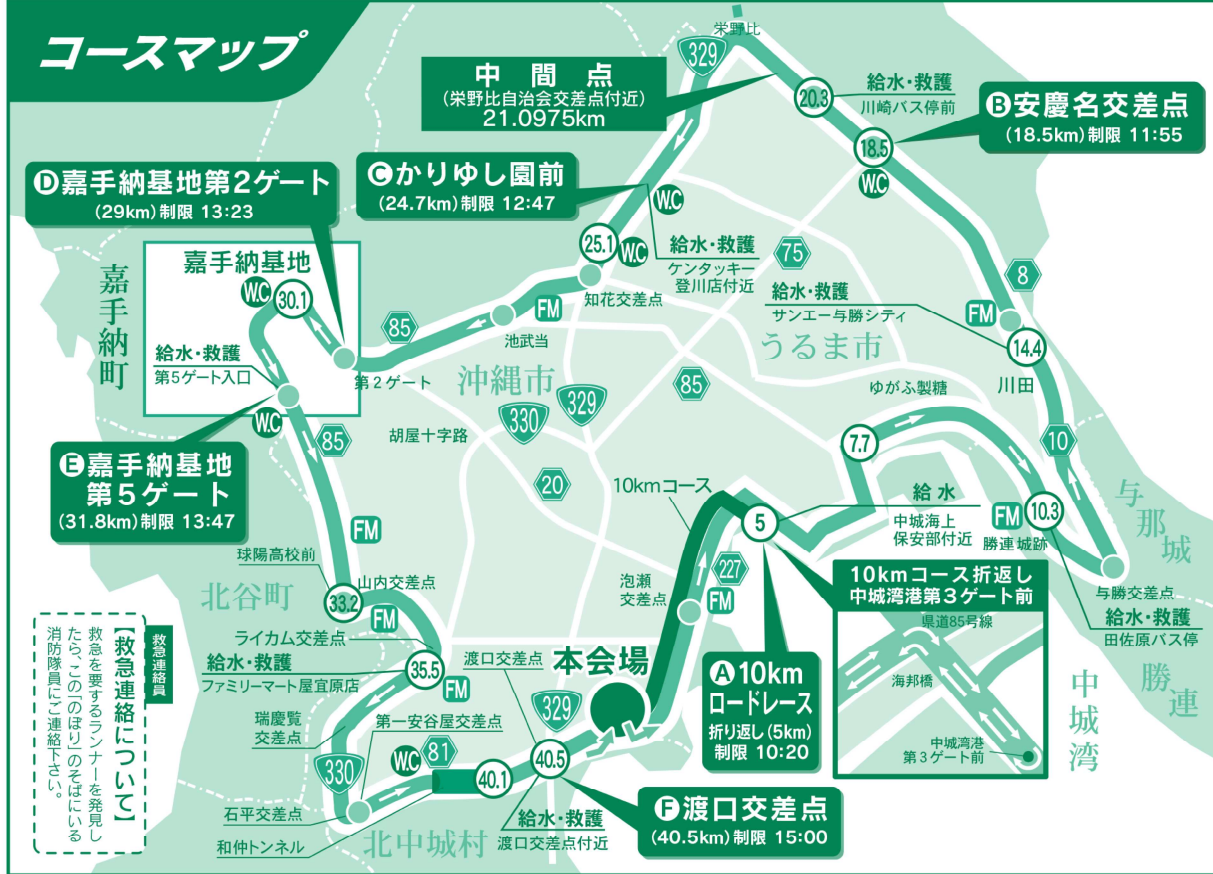 コースマップ
栄野比
329
中間点
(栄野比自治会交差点付近)
21.0975km
20.3
給水・救護
川崎バス停前
18.5
W.C
Ⓑ安慶名交差点
(18.5km)制限 11:55
Ⓓ嘉手納基地第2ゲート
(29km)制限 13:23
Ⓒかりゆし園前
(24.7km)制限 12:47
W.C
25.1
W.C
給水・救護
ケンタッキー
登川店付近
知花交差点
75
8
給水・救護
サンエー与勝シティ
FM
14.4
川田
うるま市
嘉手納町
嘉手納基地
W.C
30.1
85
FM
池武当
第2ゲート
給水・救護
第5ゲート入口
W.C
85
沖縄市
329
330
85
胡屋十字路
20
ゆがふ製糖
7.7
10
Ⓔ嘉手納基地
第5ゲート
(31.8km)制限 13:47
10kmコース
5
給水
中城海上
保安部付近
FM
10.3
勝連城跡
与那城
与勝交差点
給水・救護
田佐原バス停
FM
球陽高校前
北谷町
33.2
山内交差点
FM
泡瀬
交差点
227
FM
10kmコース折返し
中城湾港第3ゲート前
県道85号線
海邦橋
中城湾港
第3ゲート前
中城湾
勝連
ライカム交差点
給水・救護
ファミリーマート屋宜原店
35.5
FM
渡口交差点
本会場
329
Ⓐ10km
ロードレース
折り返し(5km)
制限 10:20
瑞慶覧
交差点
第一安谷屋交差点
330
W.C
81
40.1
40.5
石平交差点
和仲トンネル
北中城村
給水・救護
渡口交差点付近
Ⓕ渡口交差点
(40.5km)制限 15:00
救急連絡員
【救急連絡について】
救急を要するランナーを発見し
たら、この「のぼり」のそばにいる
消防隊員にご連絡下さい。